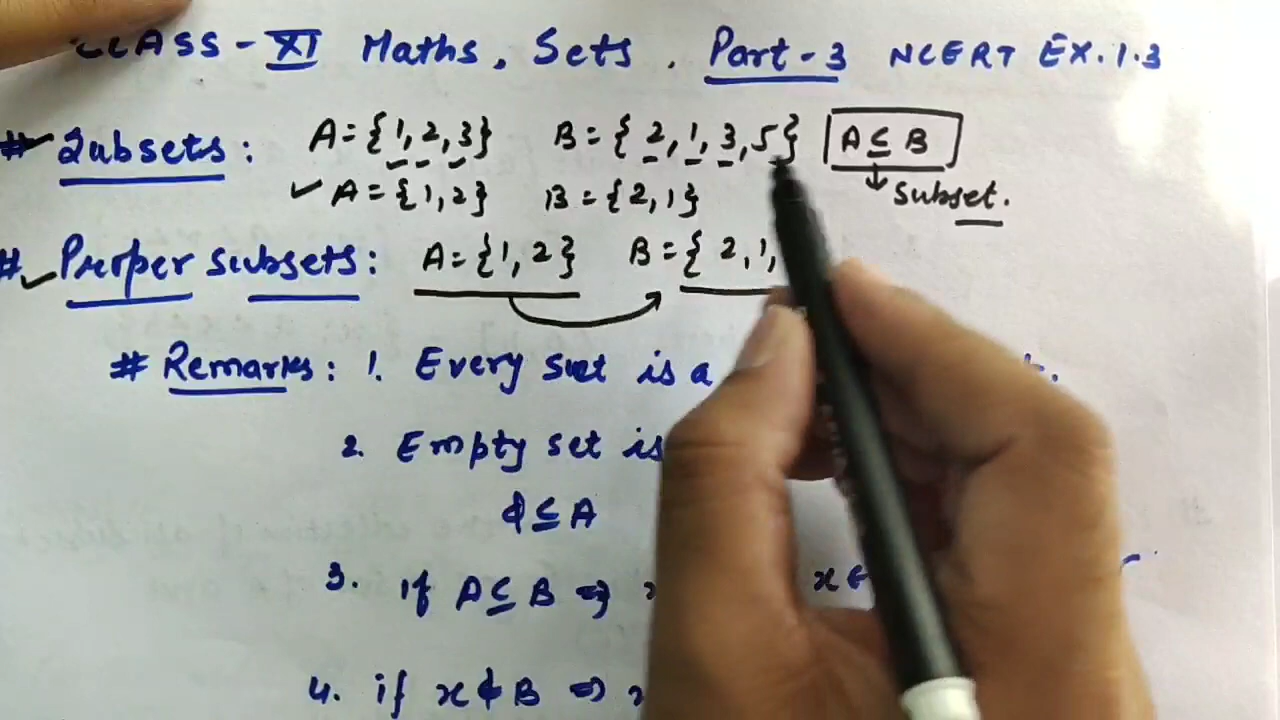 CLASS - XI Maths, Sets. Part-3 NCERT EX.1.3
# Subsets: A={1,2,3} B={2,1,3,5} A⊆B
A={1,2} B={2,1} Subset.
# Proper subsets: A={1,2} B={2,1,
# Remarks: 1. Every set is a
2. Empty set is
ϕ⊆A
3. if A⊆B ⇒ x∈
4. if x∉B ⇒